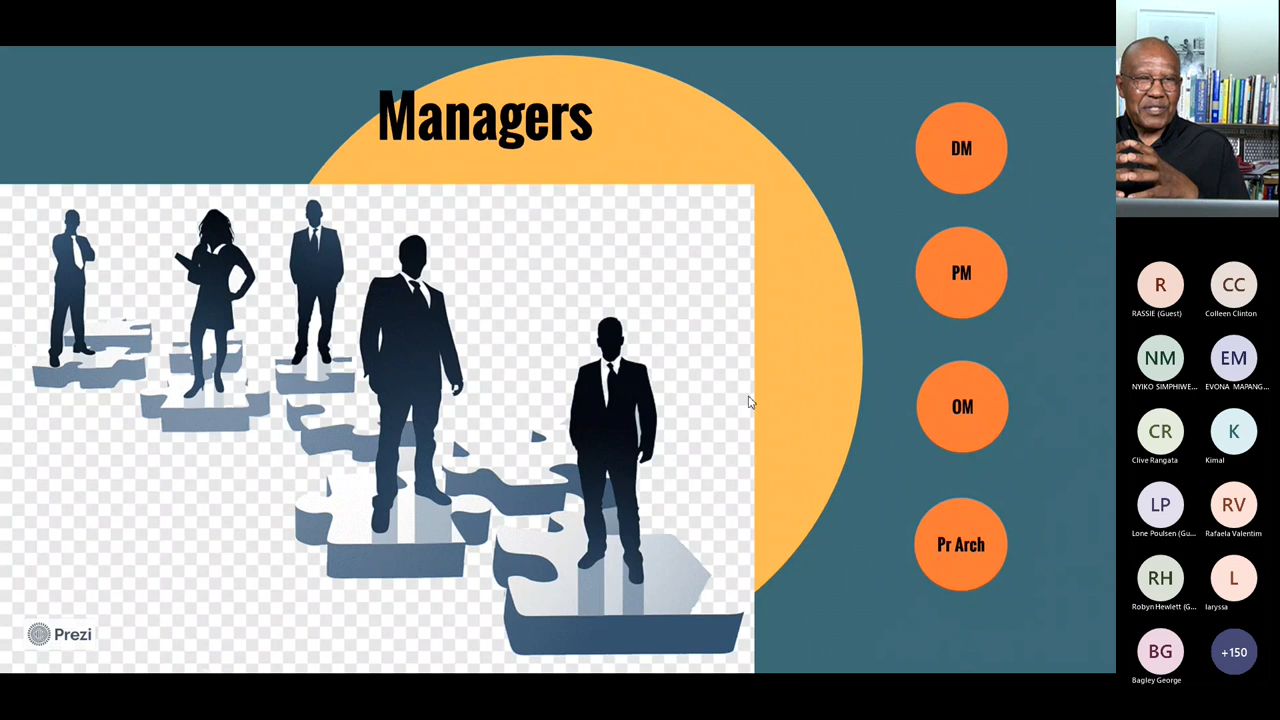 Managers
DM
PM
OM
Pr Arch
Prezi
R
RASSIE (Guest)
CC
Colleen Clinton
NM
NYIKO SIMPHIWE...
EM
EVONA MAPANG...
CR
Clive Rangata
K
Kimal
LP
Lone Poulsen (Gu...
RV
Rafaela Valentim
RH
Robyn Hewlett (G...
L
laryssa
BG
Bagley George
+150